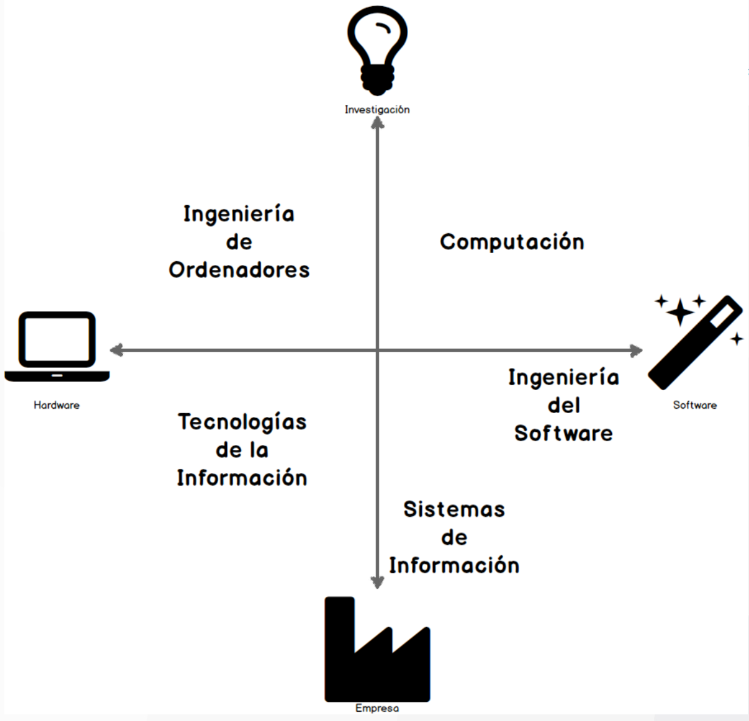 Investigación
Ingeniería
de
Ordenadores
Computación
Hardware
Software
Ingeniería
del
Software
Tecnologías
de la
Información
Sistemas
de
Información
Empresa